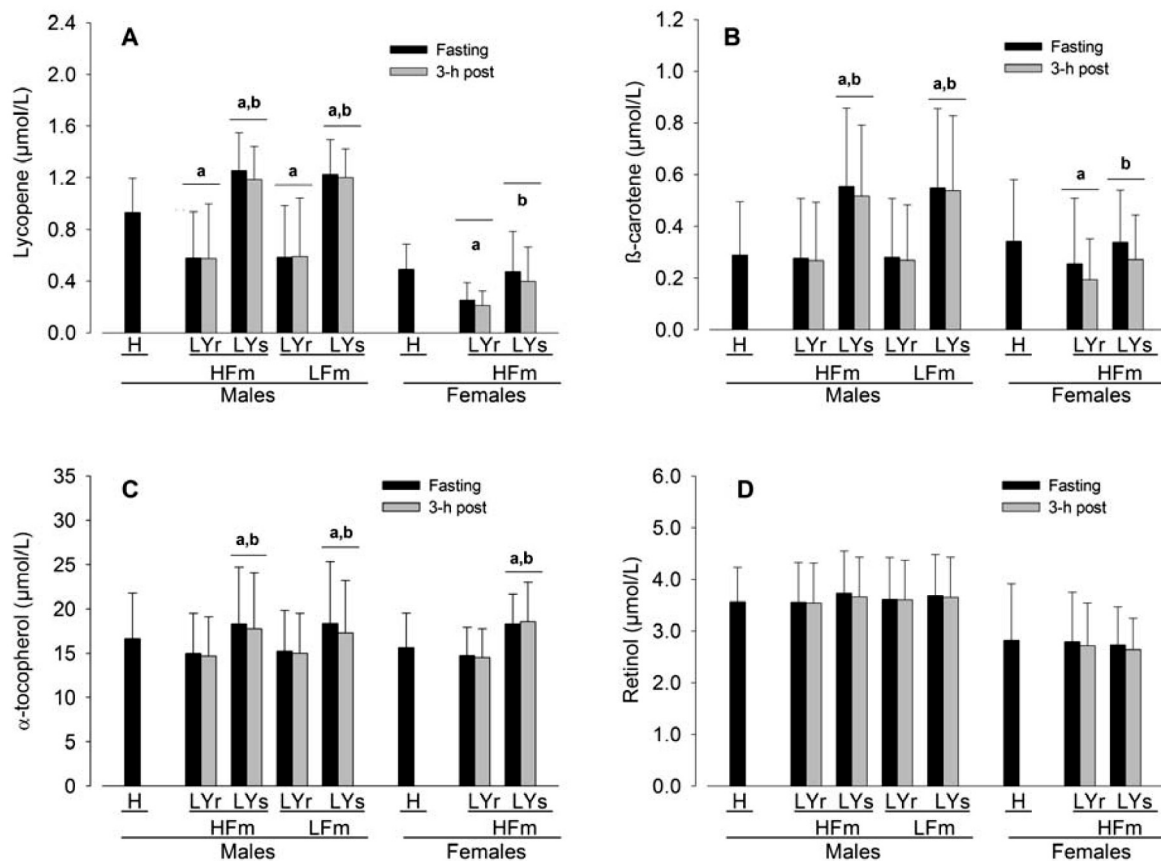 A
Lycopene (µmol/L)
2.4
2.0
1.6
1.2
0.8
0.4
0.0
Fasting
3-h post
a
a,b
a
a,b
a
b
H LYr LYs LYr LYs H LYr LYs
HFm LFm HFm
Males Females
B
ß-carotene (µmol/L)
1.2
1.0
0.8
0.6
0.4
0.2
0.0
Fasting
3-h post
a,b
a,b
a
b
H LYr LYs LYr LYs H LYr LYs
HFm LFm HFm
Males Females
C
α-tocopherol (µmol/L)
35
30
25
20
15
10
5
0
Fasting
3-h post
a,b
a,b
a,b
H LYr LYs LYr LYs H LYr LYs
HFm LFm HFm
Males Females
D
Retinol (µmol/L)
6.0
5.0
4.0
3.0
2.0
1.0
0.0
Fasting
3-h post
H LYr LYs LYr LYs H LYr LYs
HFm LFm HFm
Males Females